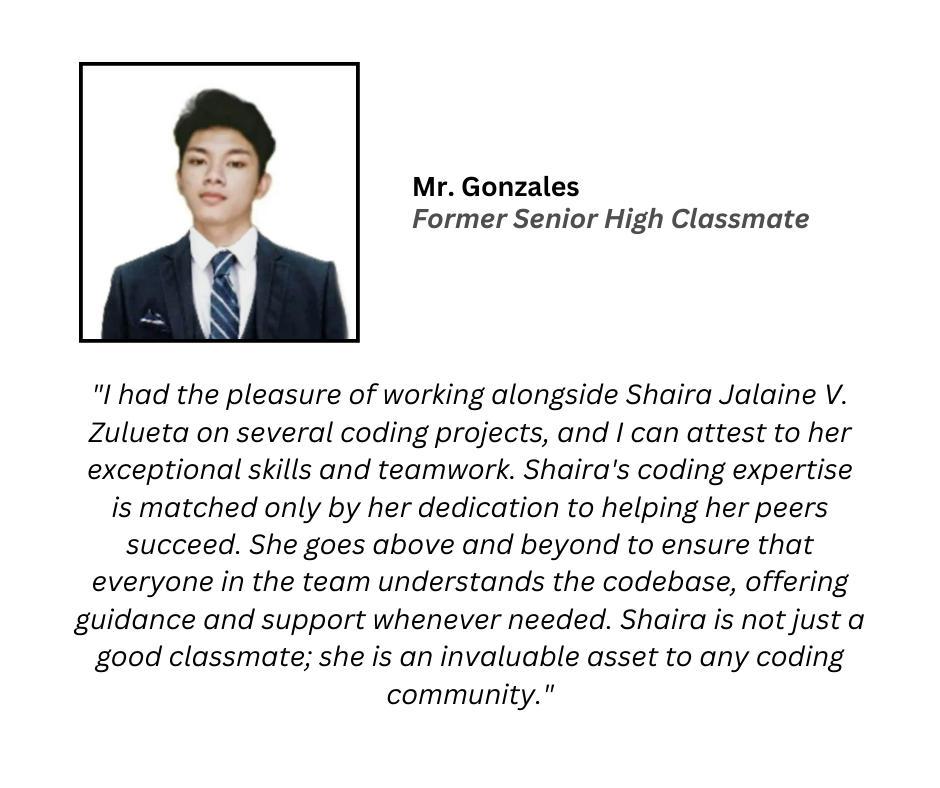 Mr. Gonzales
Former Senior High Classmate
"I had the pleasure of working alongside Shaira Jalaine V.
Zulueta on several coding projects, and I can attest to her
exceptional skills and teamwork. Shaira's coding expertise
is matched only by her dedication to helping her peers
succeed. She goes above and beyond to ensure that
everyone in the team understands the codebase, offering
guidance and support whenever needed. Shaira is not just a
good classmate; she is an invaluable asset to any coding
community."